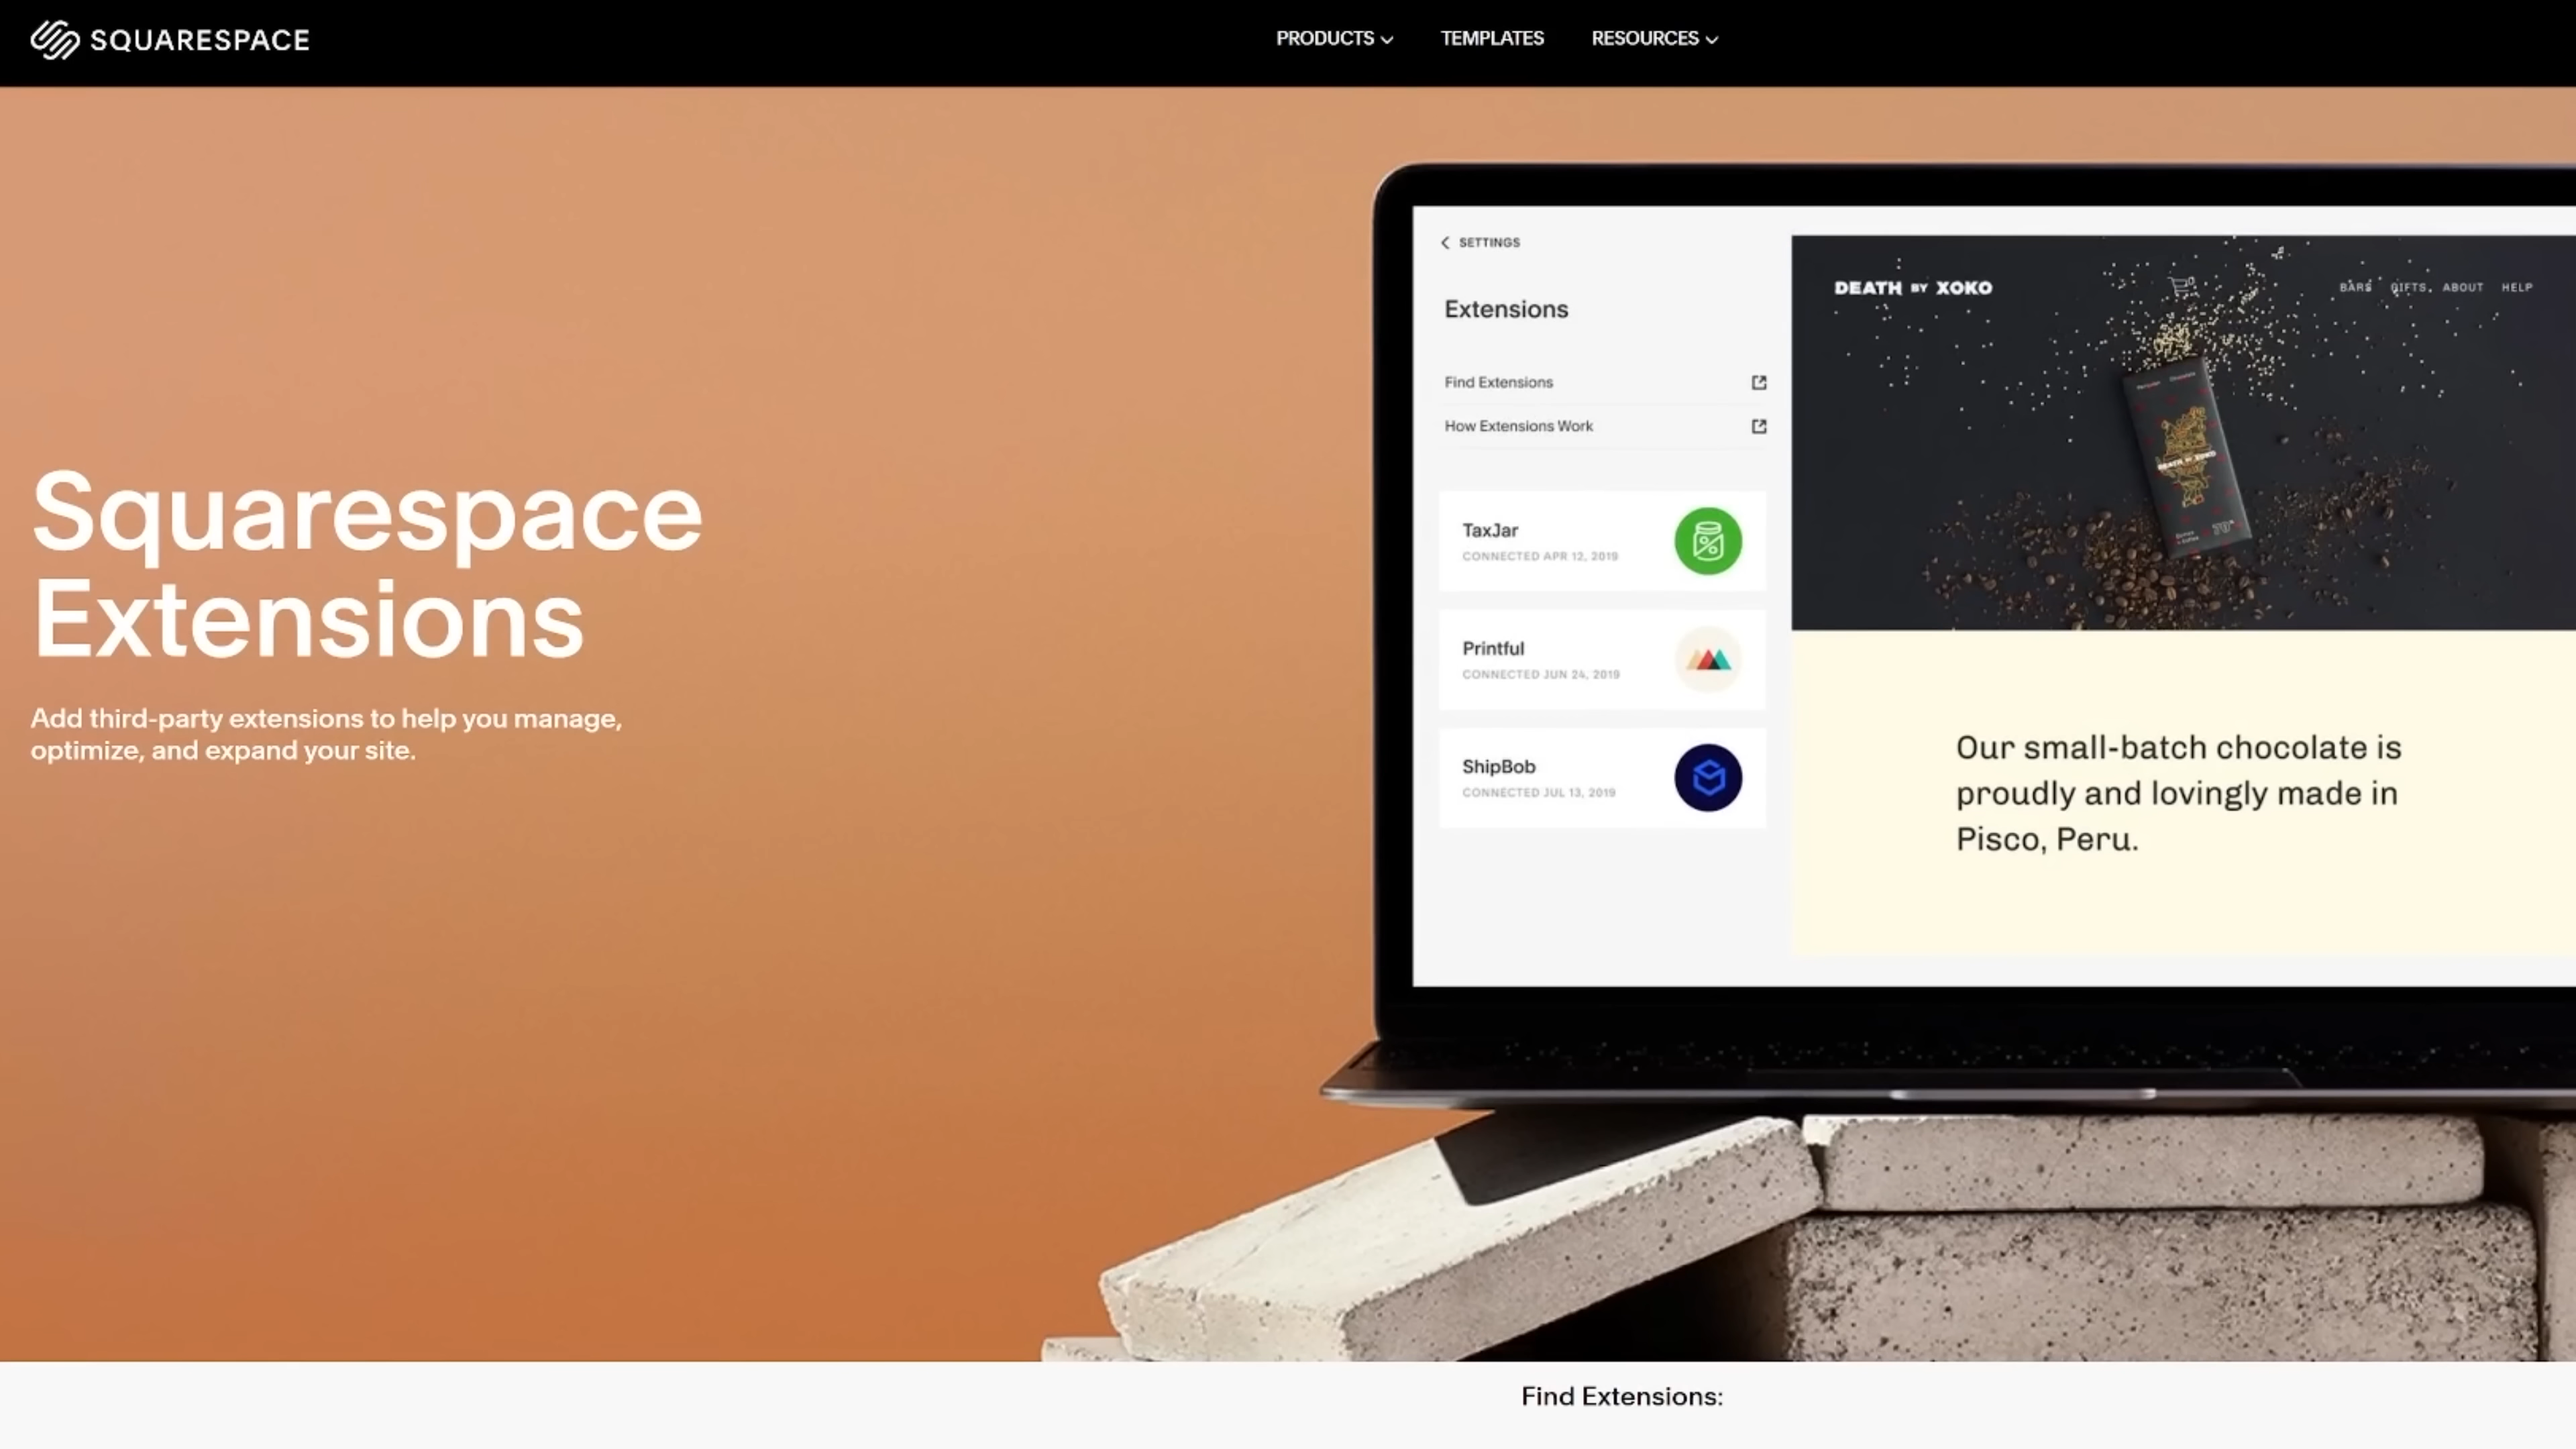 SQUARESPACE
PRODUCTS
TEMPLATES
RESOURCES
Squarespace
Extensions
Add third-party extensions to help you manage,
optimize, and expand your site.
SETTINGS
Extensions
Find Extensions
How Extensions Work
TaxJar
CONNECTED APR 12, 2019
Printful
CONNECTED JUN 24, 2019
ShipBob
CONNECTED JUL 13, 2019
DEATH BY XOKO
BARS GIFTS ABOUT HELP
DEATH BY XOKO
Our small-batch chocolate is
proudly and lovingly made in
Pisco, Peru.
Find Extensions: